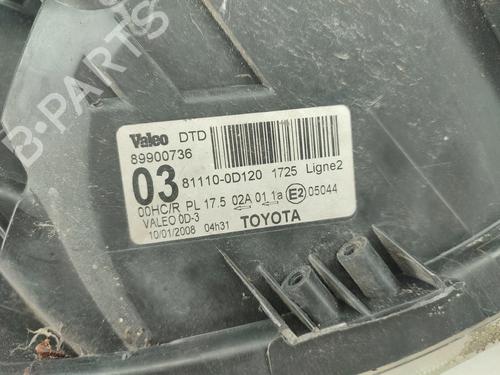 B-PARTS
Valeo DTD
89900736
03 81110-0D120 1725 Ligne2
00HC/R PL 17.5 02A 01 1a E2 05044
VALEO 0D-3
10/01/2008 04h31 TOYOTA